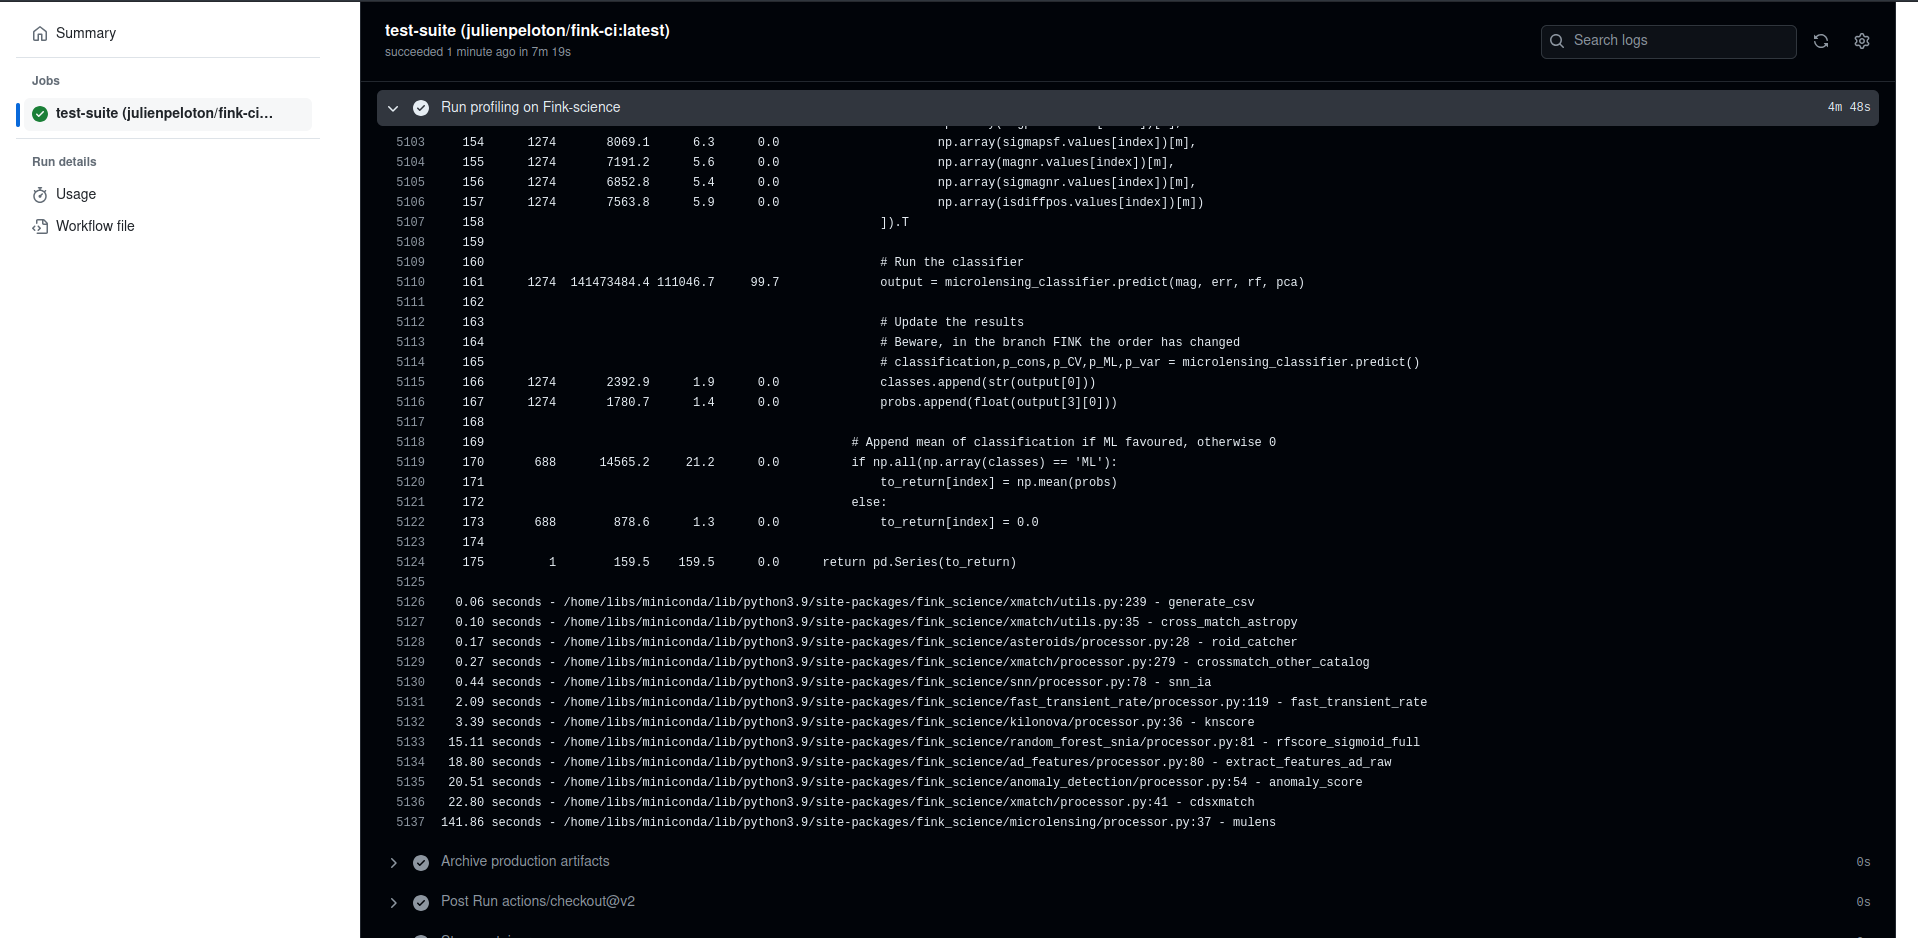 Summary
Jobs
test-suite (julienpeloton/fink-ci...
Run details
Usage
Workflow file
test-suite (julienpeloton/fink-ci:latest)
succeeded 1 minute ago in 7m 19s
Search logs
Run profiling on Fink-science 4m 48s
5103 154 1274 8069.1 6.3 0.0 np.array(sigmapsf.values[index])[m],
5104 155 1274 7191.2 5.6 0.0 np.array(magnr.values[index])[m],
5105 156 1274 6852.8 5.4 0.0 np.array(sigmagnr.values[index])[m],
5106 157 1274 7563.8 5.9 0.0 np.array(isdiffpos.values[index])[m])
5107 158 ]).T
5108 159
5109 160 # Run the classifier
5110 161 1274 141473484.4 111046.7 99.7 output = microlensing_classifier.predict(mag, err, rf, pca)
5111 162
5112 163 # Update the results
5113 164 # Beware, in the branch FINK the order has changed
5114 165 # classification,p_cons,p_CV,p_ML,p_var = microlensing_classifier.predict()
5115 166 1274 2392.9 1.9 0.0 classes.append(str(output[0]))
5116 167 1274 1780.7 1.4 0.0 probs.append(float(output[3][0]))
5117 168
5118 169 # Append mean of classification if ML favoured, otherwise 0
5119 170 688 14565.2 21.2 0.0 if np.all(np.array(classes) == 'ML'):
5120 171 to_return[index] = np.mean(probs)
5121 172 else:
5122 173 688 878.6 1.3 0.0 to_return[index] = 0.0
5123 174
5124 175 1 159.5 159.5 0.0 return pd.Series(to_return)
5125
5126 0.06 seconds - /home/libs/miniconda/lib/python3.9/site-packages/fink_science/xmatch/utils.py:239 - generate_csv
5127 0.10 seconds - /home/libs/miniconda/lib/python3.9/site-packages/fink_science/xmatch/utils.py:35 - cross_match_astropy
5128 0.17 seconds - /home/libs/miniconda/lib/python3.9/site-packages/fink_science/asteroids/processor.py:28 - roid_catcher
5129 0.27 seconds - /home/libs/miniconda/lib/python3.9/site-packages/fink_science/xmatch/processor.py:279 - crossmatch_other_catalog
5130 0.44 seconds - /home/libs/miniconda/lib/python3.9/site-packages/fink_science/snn/processor.py:78 - snn_ia
5131 2.09 seconds - /home/libs/miniconda/lib/python3.9/site-packages/fink_science/fast_transient_rate/processor.py:119 - fast_transient_rate
5132 3.39 seconds - /home/libs/miniconda/lib/python3.9/site-packages/fink_science/kilonova/processor.py:36 - knscore
5133 15.11 seconds - /home/libs/miniconda/lib/python3.9/site-packages/fink_science/random_forest_snia/processor.py:81 - rfscore_sigmoid_full
5134 18.80 seconds - /home/libs/miniconda/lib/python3.9/site-packages/fink_science/ad_features/processor.py:80 - extract_features_ad_raw
5135 20.51 seconds - /home/libs/miniconda/lib/python3.9/site-packages/fink_science/anomaly_detection/processor.py:54 - anomaly_score
5136 22.80 seconds - /home/libs/miniconda/lib/python3.9/site-packages/fink_science/xmatch/processor.py:41 - cdsxmatch
5137 141.86 seconds - /home/libs/miniconda/lib/python3.9/site-packages/fink_science/microlensing/processor.py:37 - mulens
Archive production artifacts 0s
Post Run actions/checkout@v2 0s